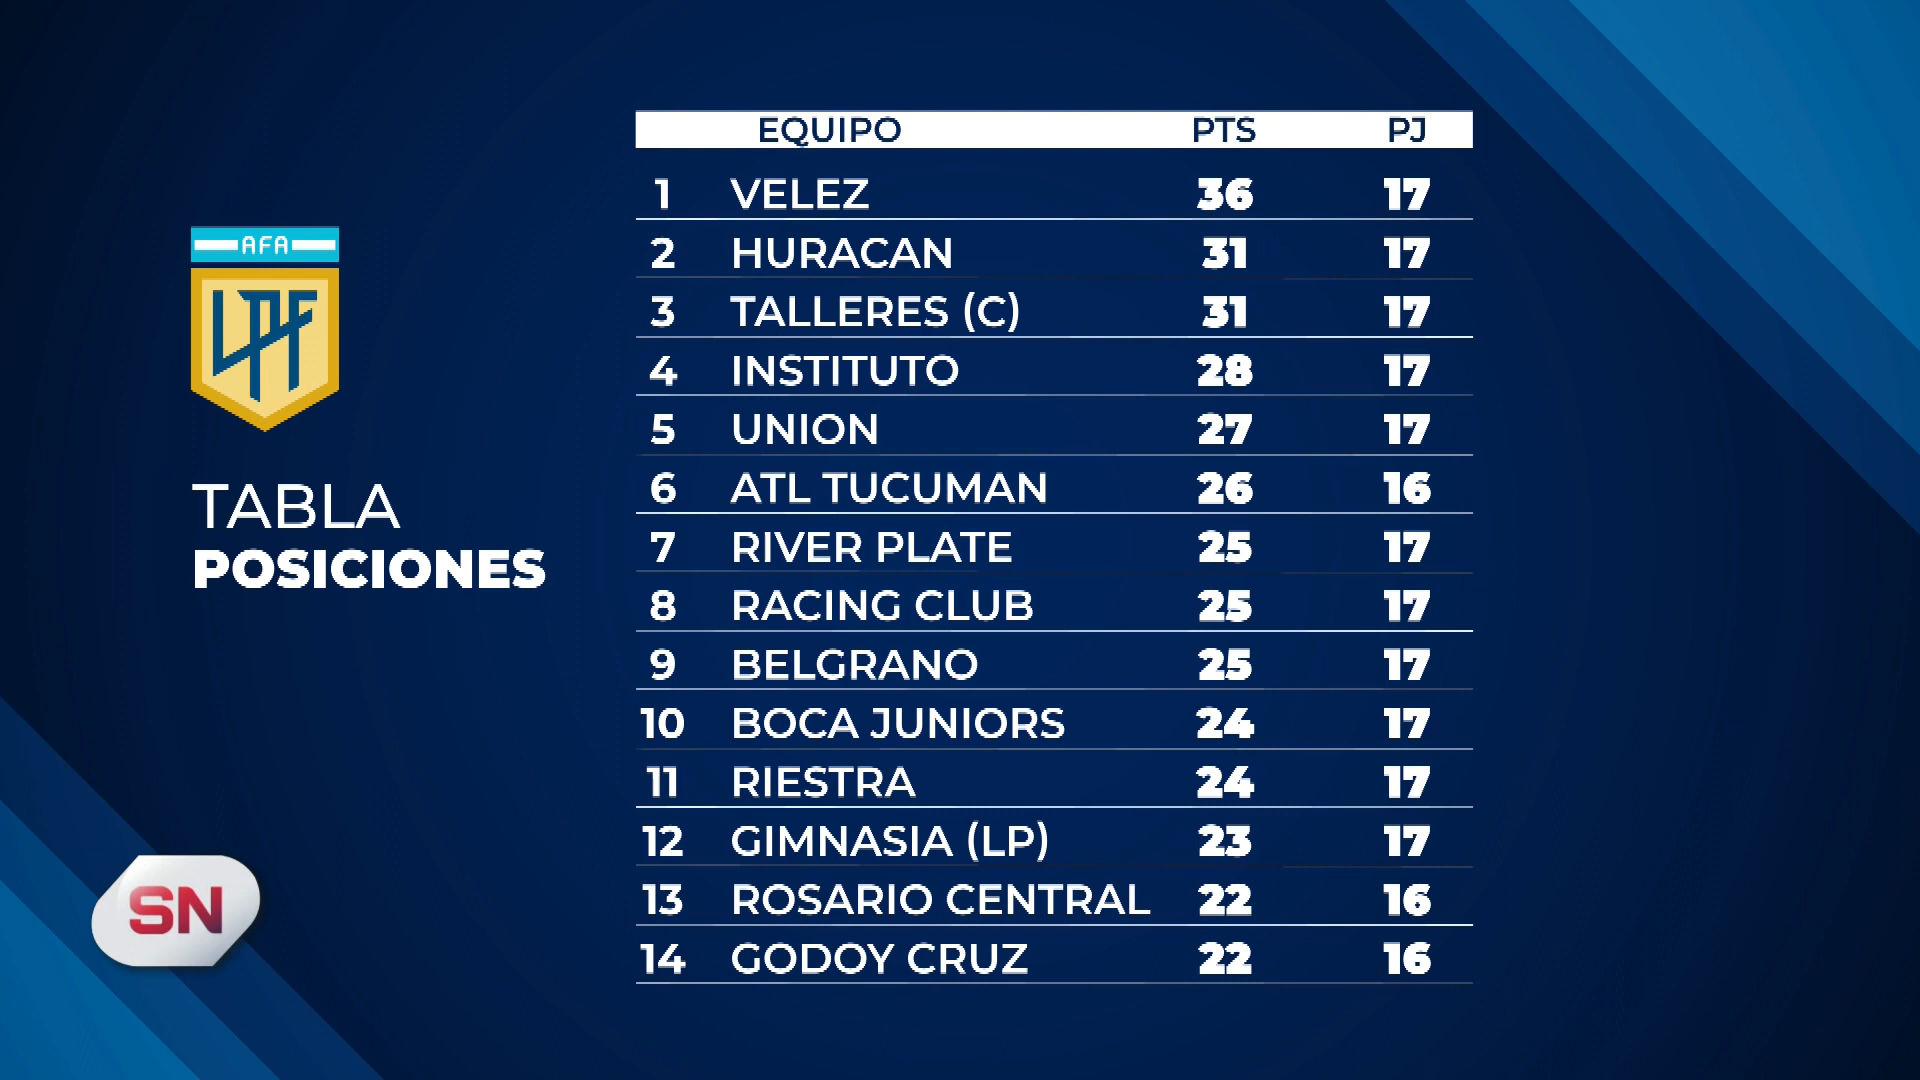 AFA
LPF
TABLA
POSICIONES
SN
EQUIPO PTS PJ
1 VELEZ 36 17
2 HURACAN 31 17
3 TALLERES (C) 31 17
4 INSTITUTO 28 17
5 UNION 27 17
6 ATL TUCUMAN 26 16
7 RIVER PLATE 25 17
8 RACING CLUB 25 17
9 BELGRANO 25 17
10 BOCA JUNIORS 24 17
11 RIESTRA 24 17
12 GIMNASIA (LP) 23 17
13 ROSARIO CENTRAL 22 16
14 GODOY CRUZ 22 16